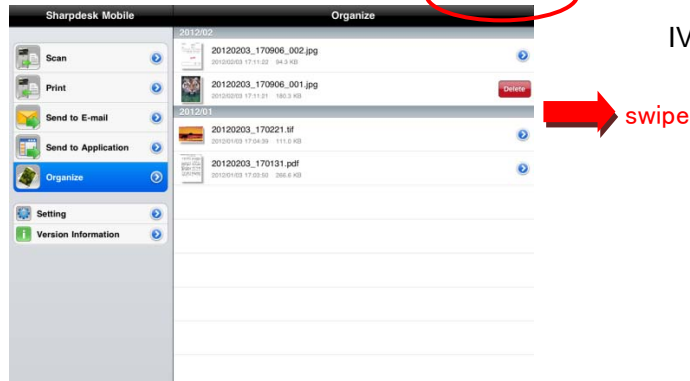 Sharpdesk Mobile
Organize
Scan
Print
Send to E-mail
Send to Application
Organize
Setting
Version Information
2012/02
20120203_170906_002.jpg
2012/02/03 17:11:22 94.3 KB
20120203_170906_001.jpg
2012/02/03 17:11:21 180.3 KB
Delete
2012/01
20120203_170221.tif
2012/01/03 17:04:39 111.0 KB
20120203_170131.pdf
2012/01/03 17:03:50 366.6 KB
IV
swipe